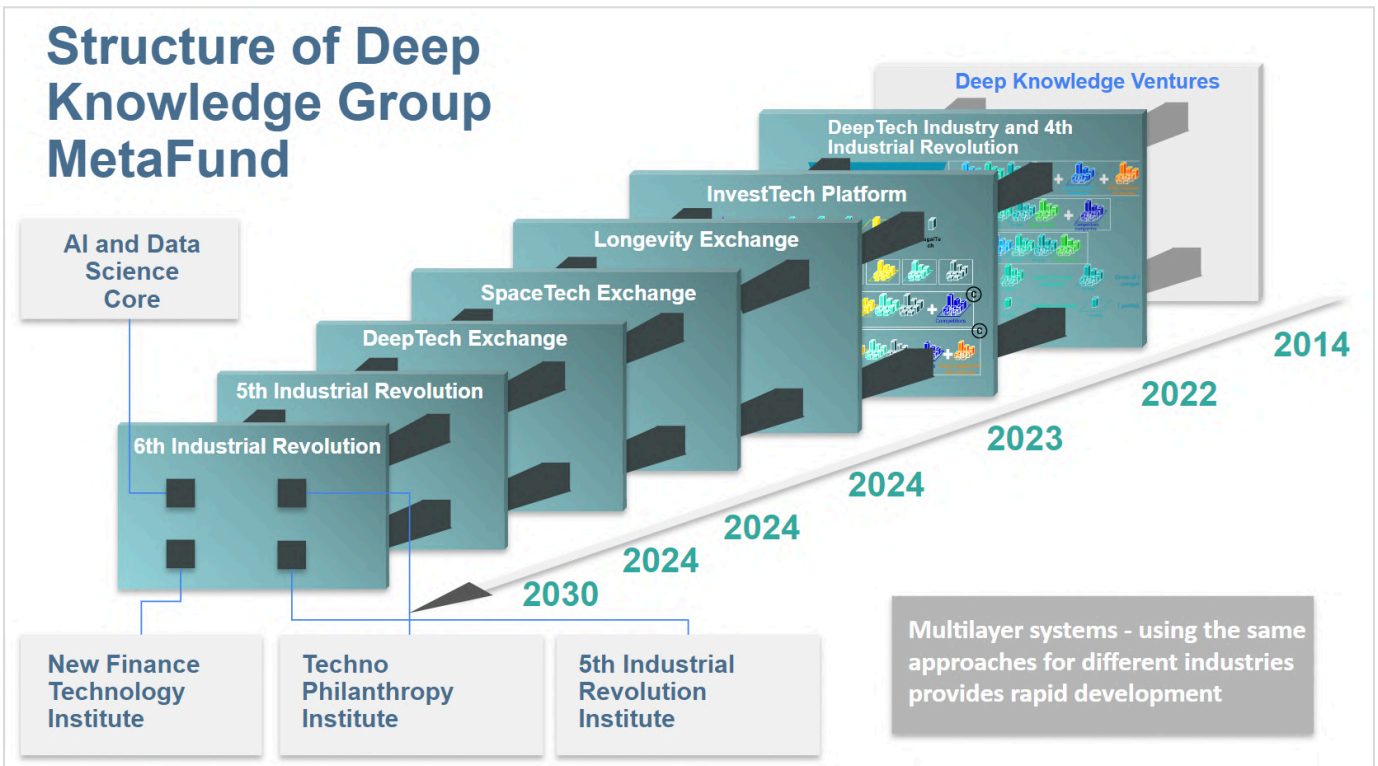 Structure of Deep
Knowledge Group
MetaFund
Deep Knowledge Ventures
DeepTech Industry and 4th
Industrial Revolution
InvestTech Platform
Longevity Exchange
SpaceTech Exchange
DeepTech Exchange
5th Industrial Revolution
6th Industrial Revolution
AI and Data
Science
Core
Competition
2014
2022
2023
2024
2024
2024
2030
New Finance
Technology
Institute
Techno
Philanthropy
Institute
5th Industrial
Revolution
Institute
Multilayer systems - using the same
approaches for different industries
provides rapid development